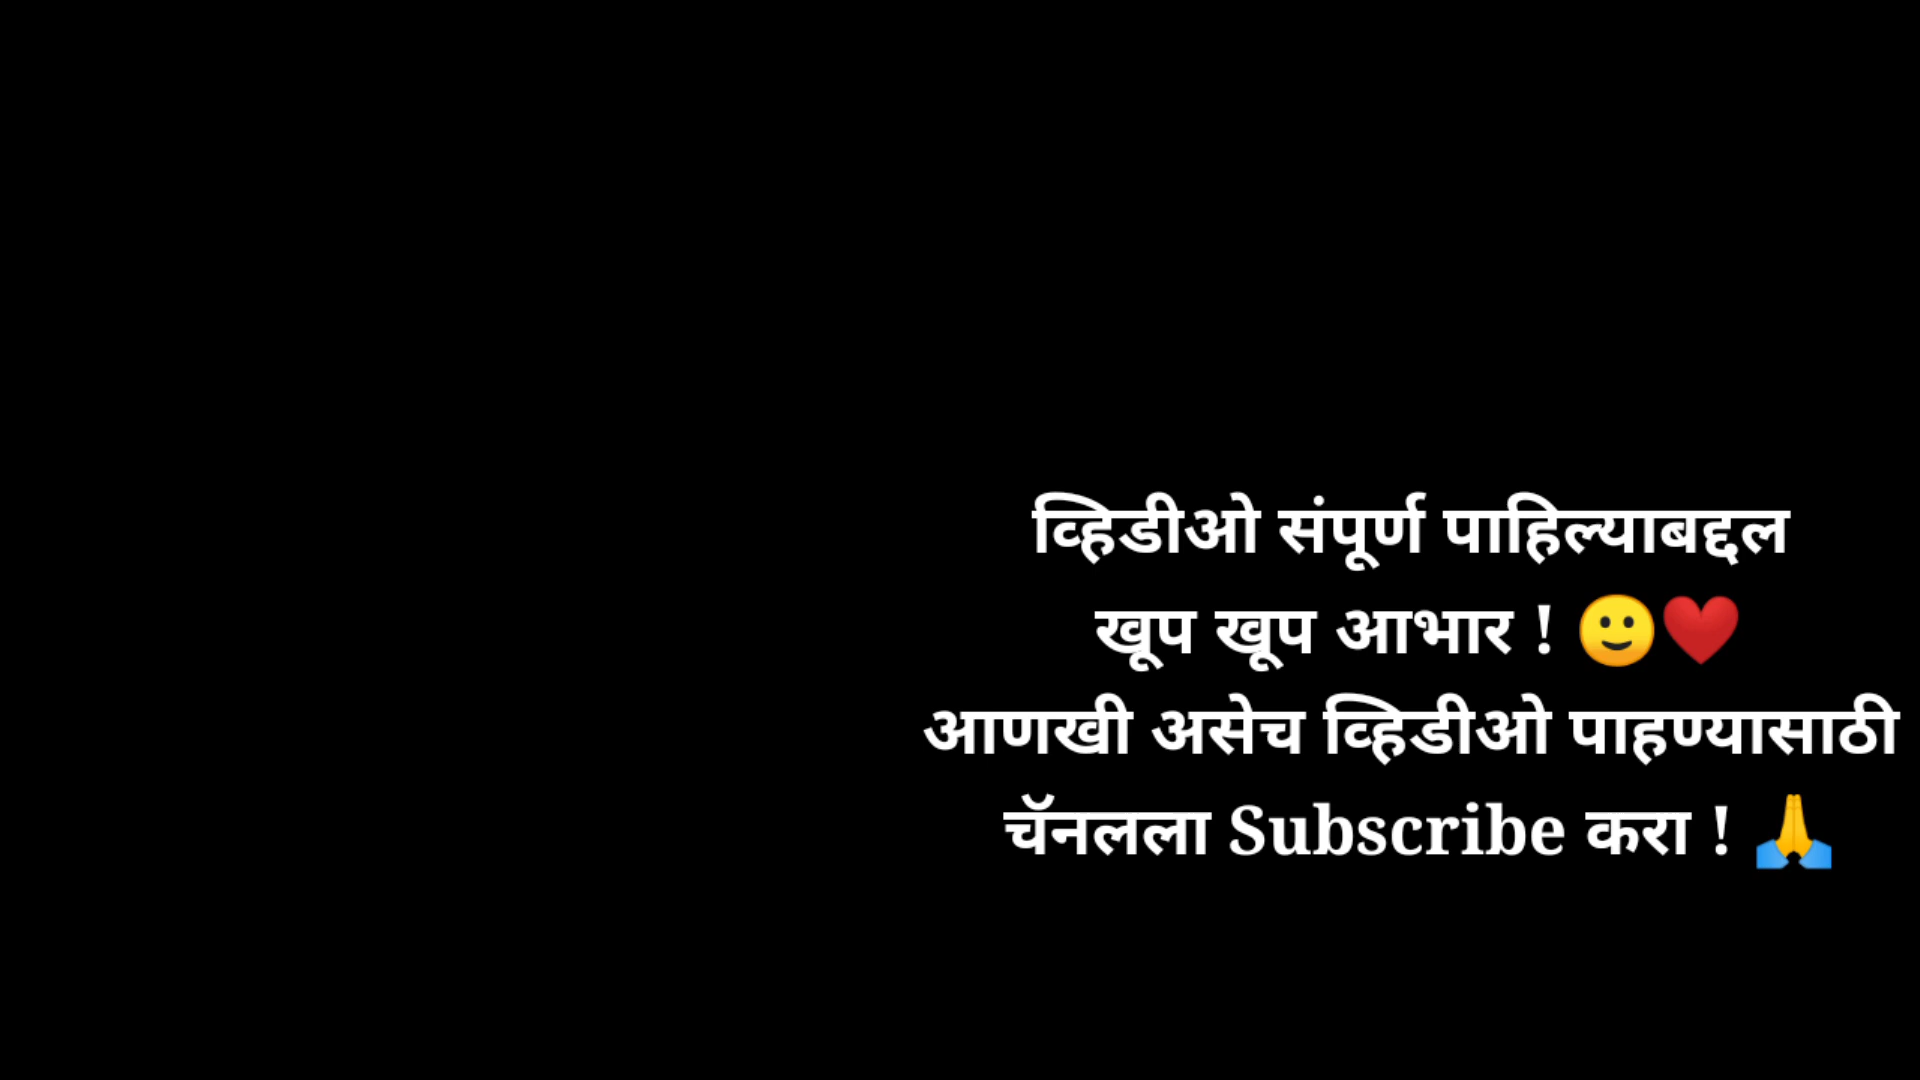 व्हिडीओ संपूर्ण पाहिल्याबद्दल
खूप खूप आभार ! 🙂❤️
आणखी असेच व्हिडीओ पाहण्यासाठी
चॅनलला Subscribe करा ! 🙏